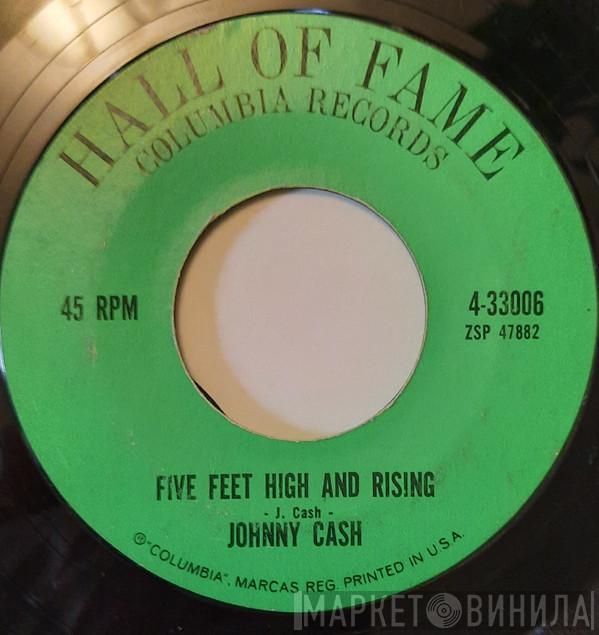 HALL OF FAME
COLUMBIA RECORDS
45 RPM
4-33006
ZSP 47882
FIVE FEET HIGH AND RISING
- J. Cash -
JOHNNY CASH
®"COLUMBIA", MARCAS REG. PRINTED IN U.S.A.
МАРКЕТ ВИНИЛА